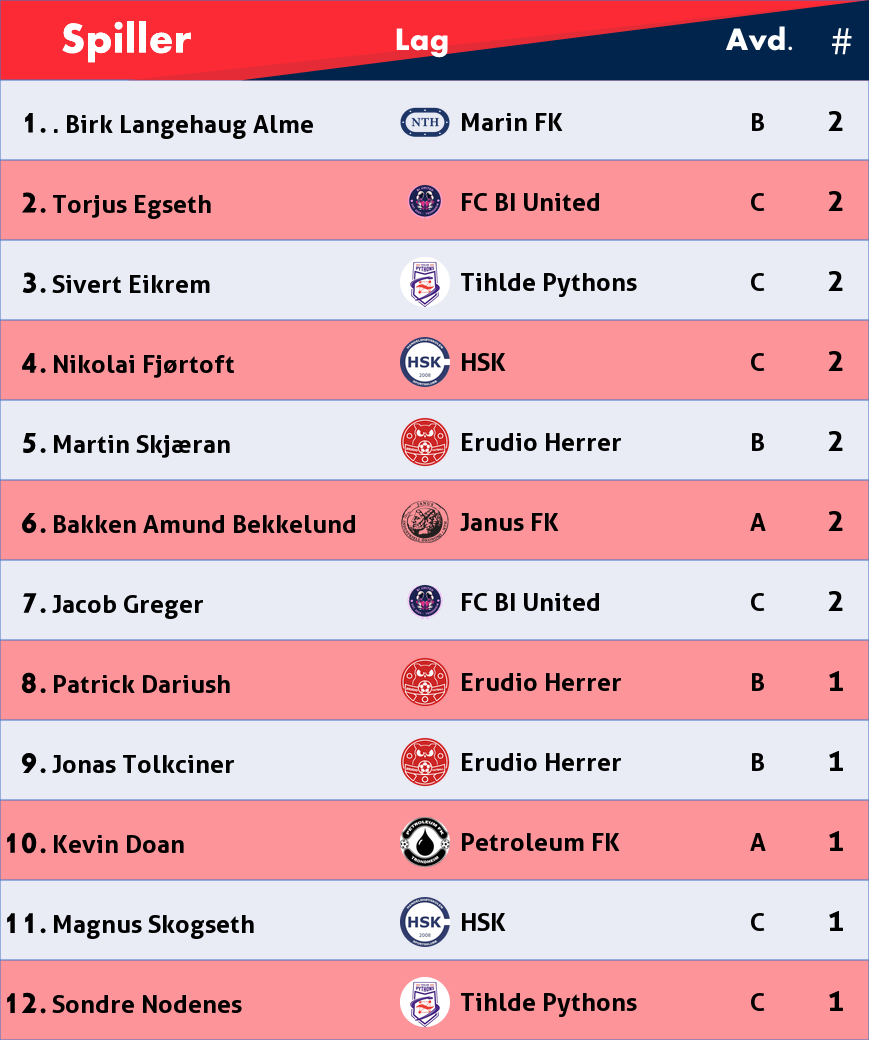 Spiller Lag Avd. #
1. . Birk Langehaug Alme NTH Marin FK B 2
2. Torjus Egseth FC BI United C 2
3. Sivert Eikrem PYTHONS Tihlde Pythons C 2
4. Nikolai Fjørtoft HSK 2008 HSK C 2
5. Martin Skjæran Erudio Herrer B 2
6. Bakken Amund Bekkelund JANUS Janus FK A 2
7. Jacob Greger FC BI United C 2
8. Patrick Dariush Erudio Herrer B 1
9. Jonas Tolkciner Erudio Herrer B 1
10. Kevin Doan PETROLEUM FK TRONDHEIM Petroleum FK A 1
11. Magnus Skogseth HSK 2008 HSK C 1
12. Sondre Nodenes PYTHONS Tihlde Pythons C 1